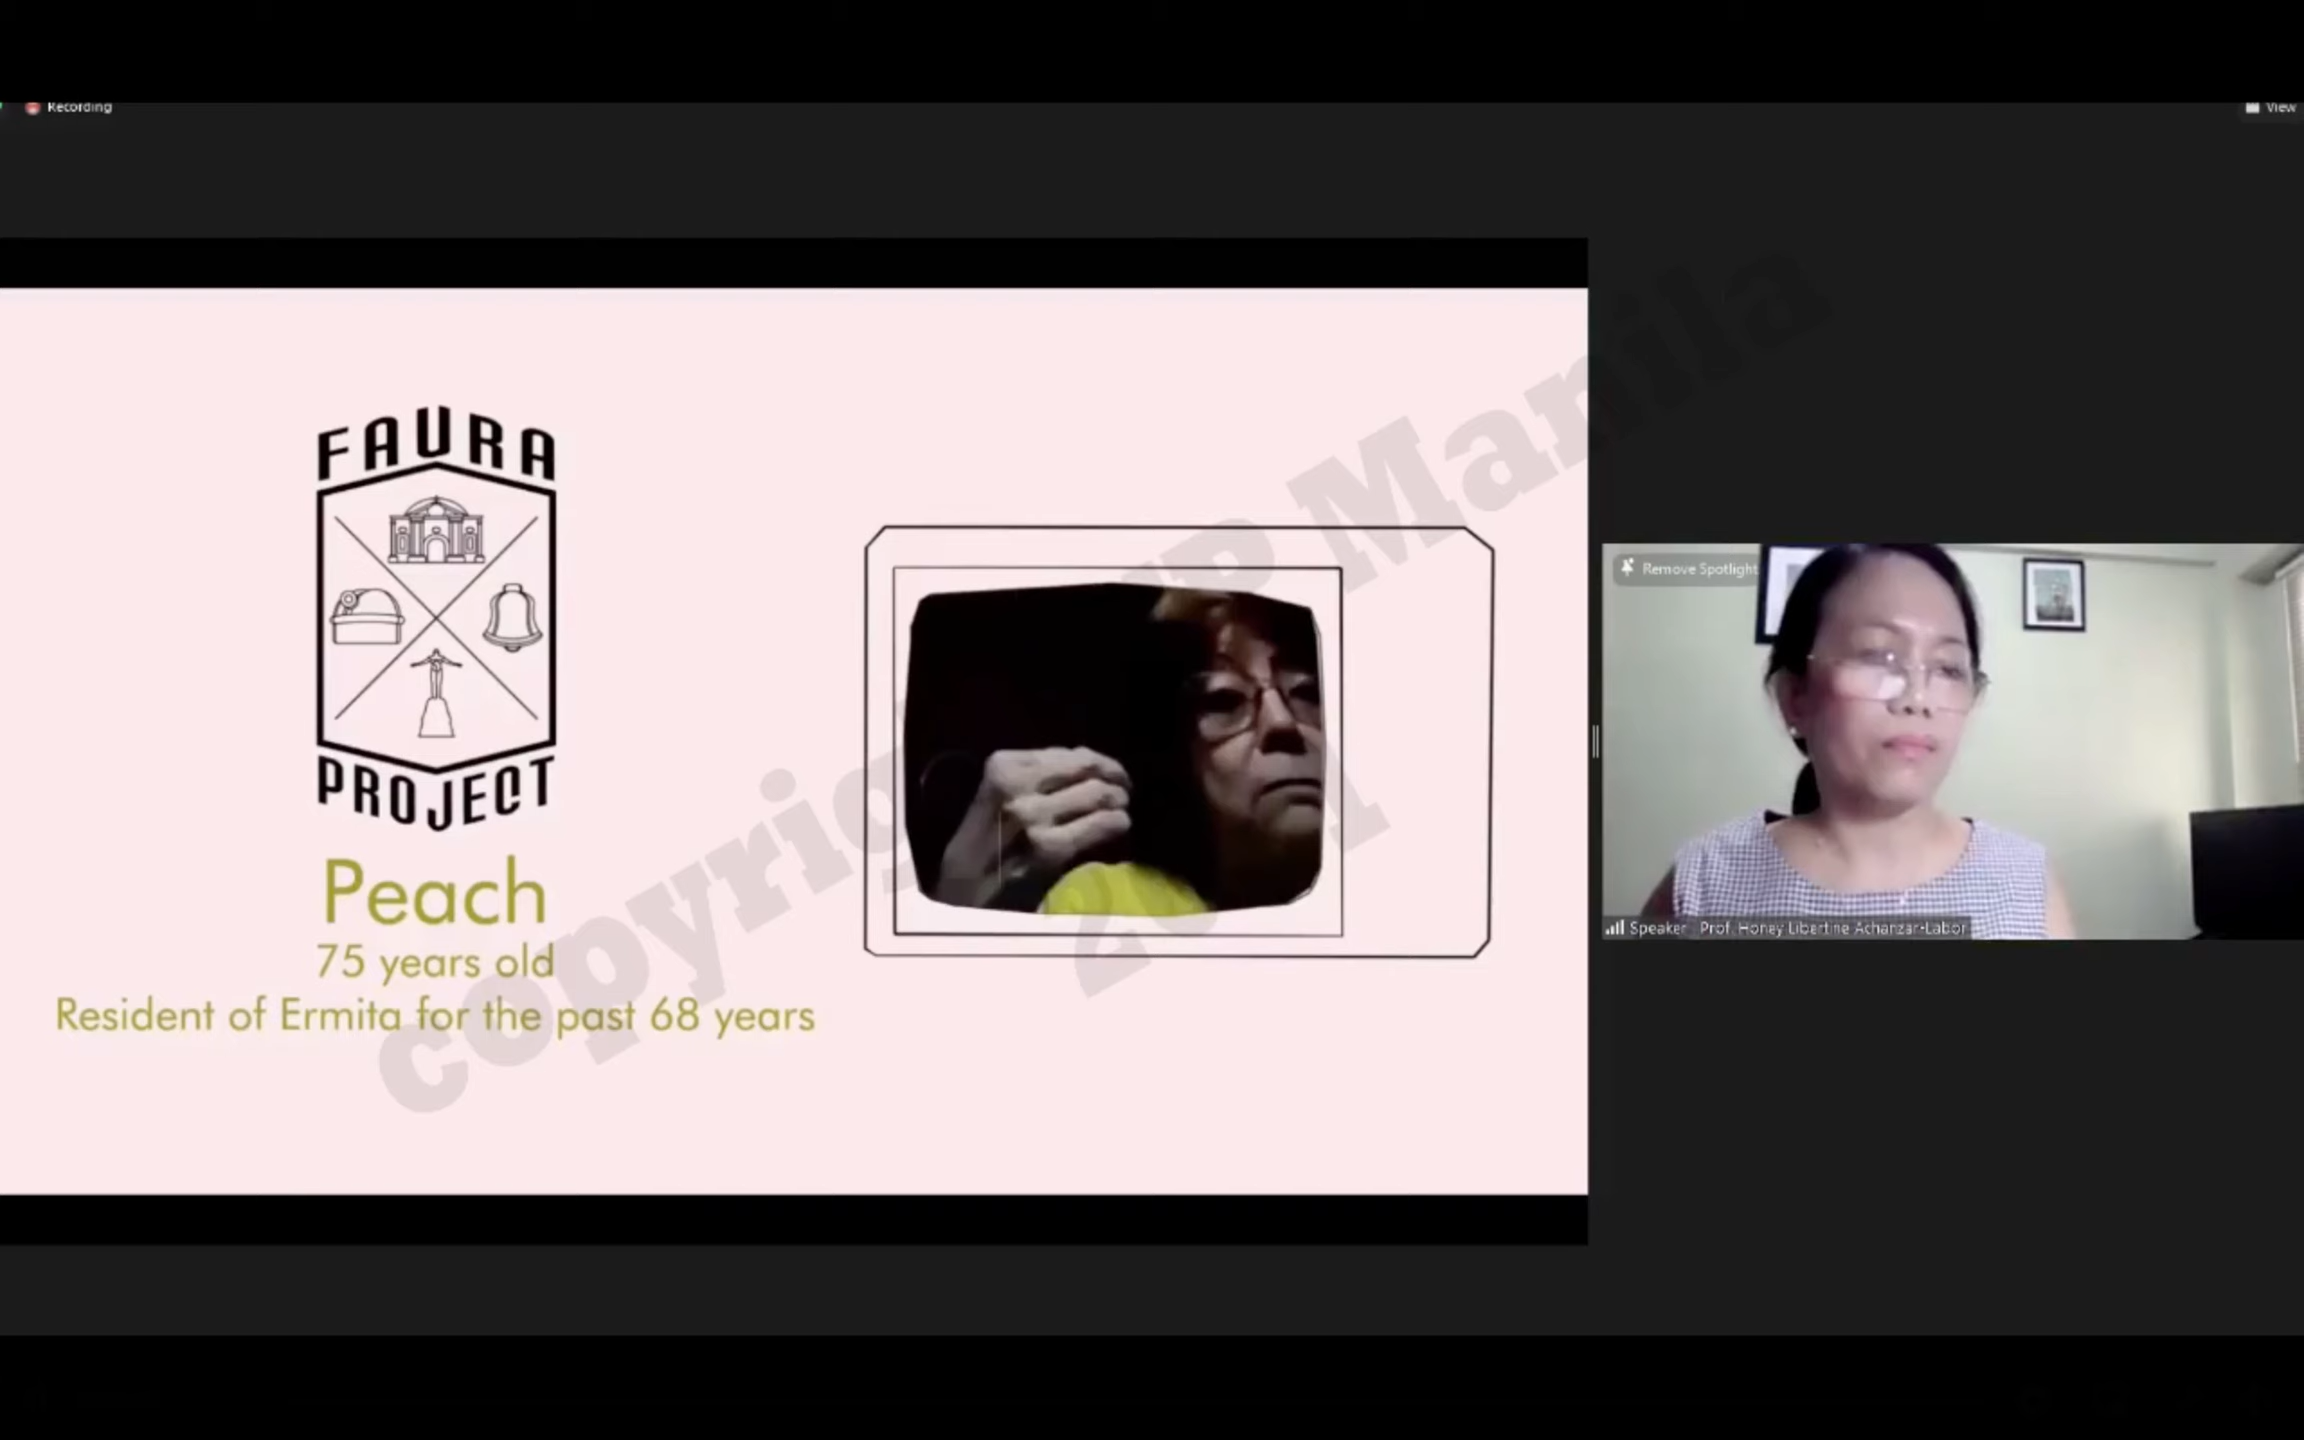 Recording
View
FAURA
PROJECT
Peach
75 years old
Resident of Ermita for the past 68 years
Remove Spotlight
Speaker Prof. Honey Libertine Achanzar-Labor
Manila